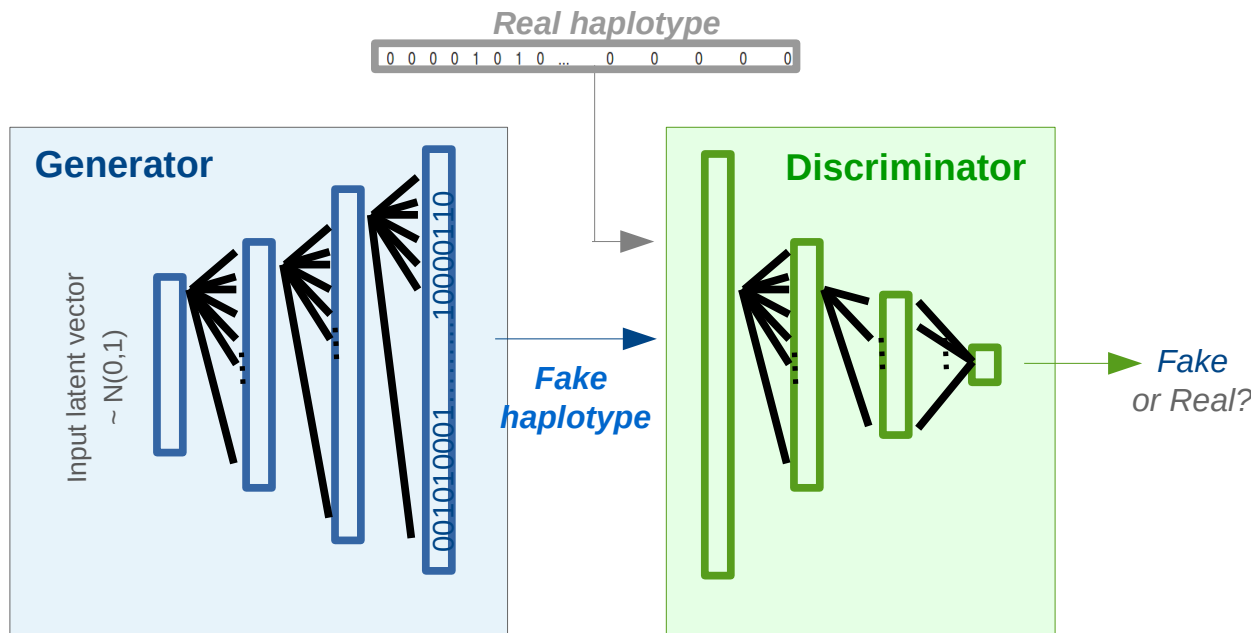 Real haplotype
0 0 0 0 1 0 1 0 ... 0 0 0 0 0
Generator
Discriminator
Input latent vector
~ N(0,1)
001010001........10000110
Fake
haplotype
Fake
or Real?